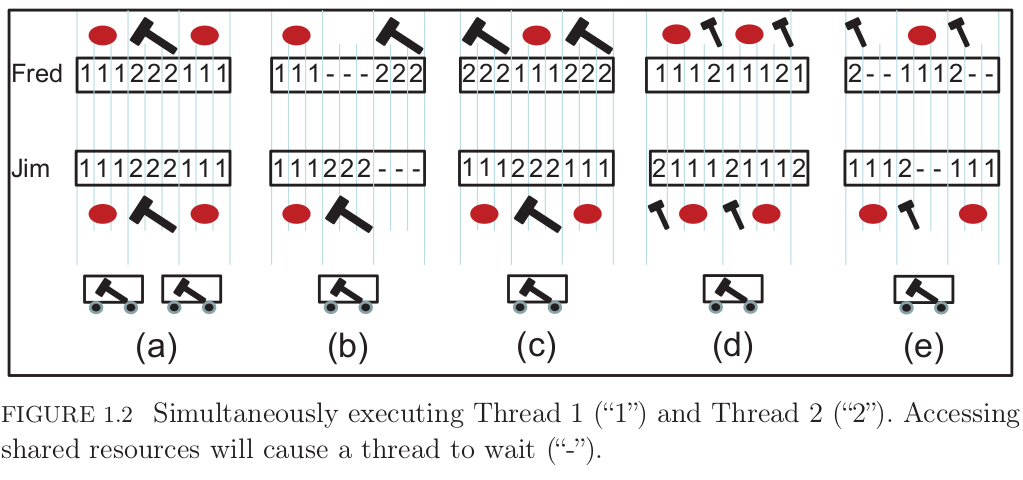 Fred 111222111 111---222 222111222 111211121 2--1112--
Jim 111222111 111222--- 111222111 211121112 1112--111
(a) (b) (c) (d) (e)
FIGURE 1.2 Simultaneously executing Thread 1 (“1”) and Thread 2 (“2”). Accessing
shared resources will cause a thread to wait (“-”).